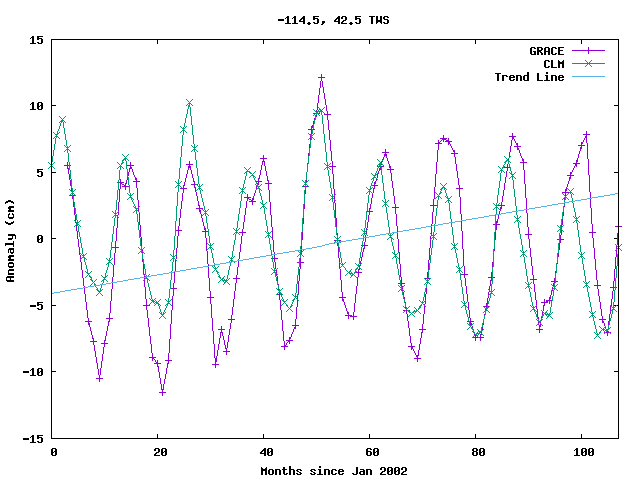 -114.5, 42.5 TWS
GRACE
CLM
Trend Line
15
10
5
0
-5
-10
-15
Anomaly (cm)
0 20 40 60 80 100
Months since Jan 2002